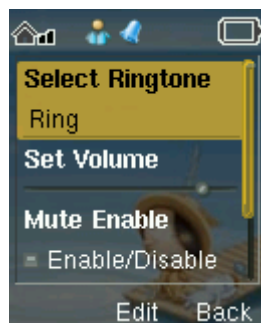 Select Ringtone
Ring
Set Volume
Mute Enable
Enable/Disable
Edit Back